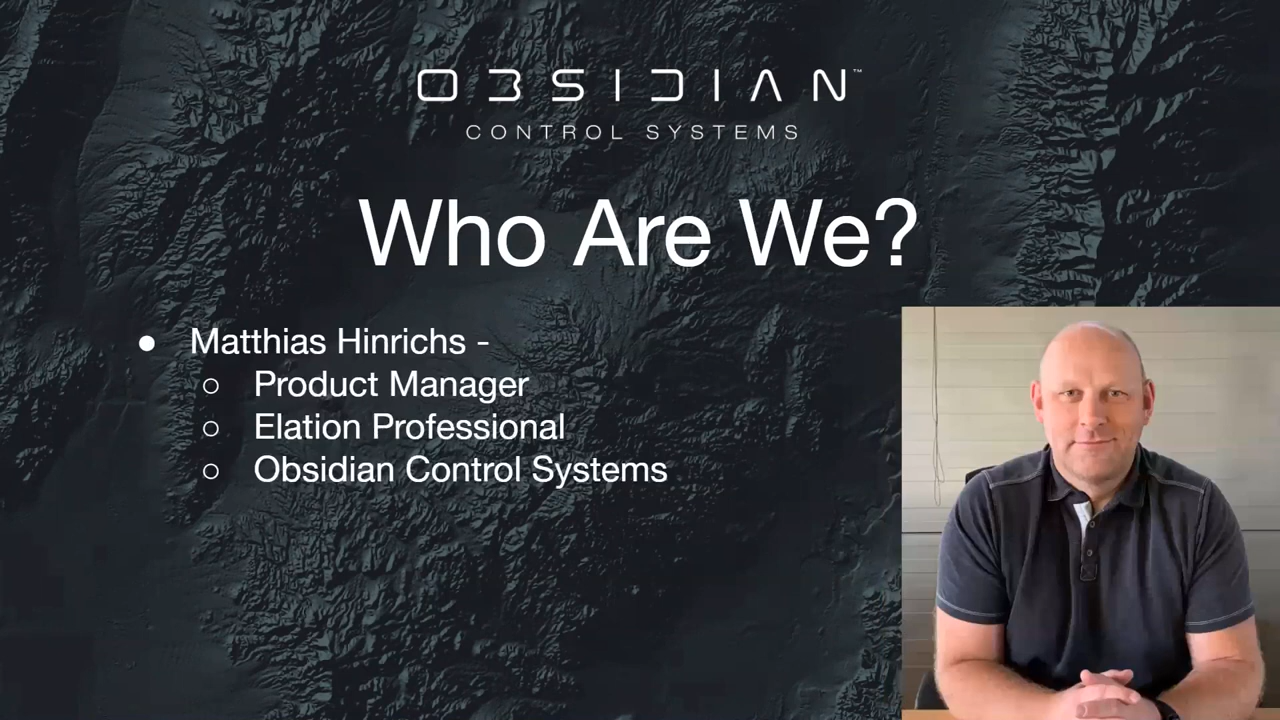 OBSIDIAN™
CONTROL SYSTEMS
Who Are We?
● Matthias Hinrichs -
○ Product Manager
○ Elation Professional
○ Obsidian Control Systems